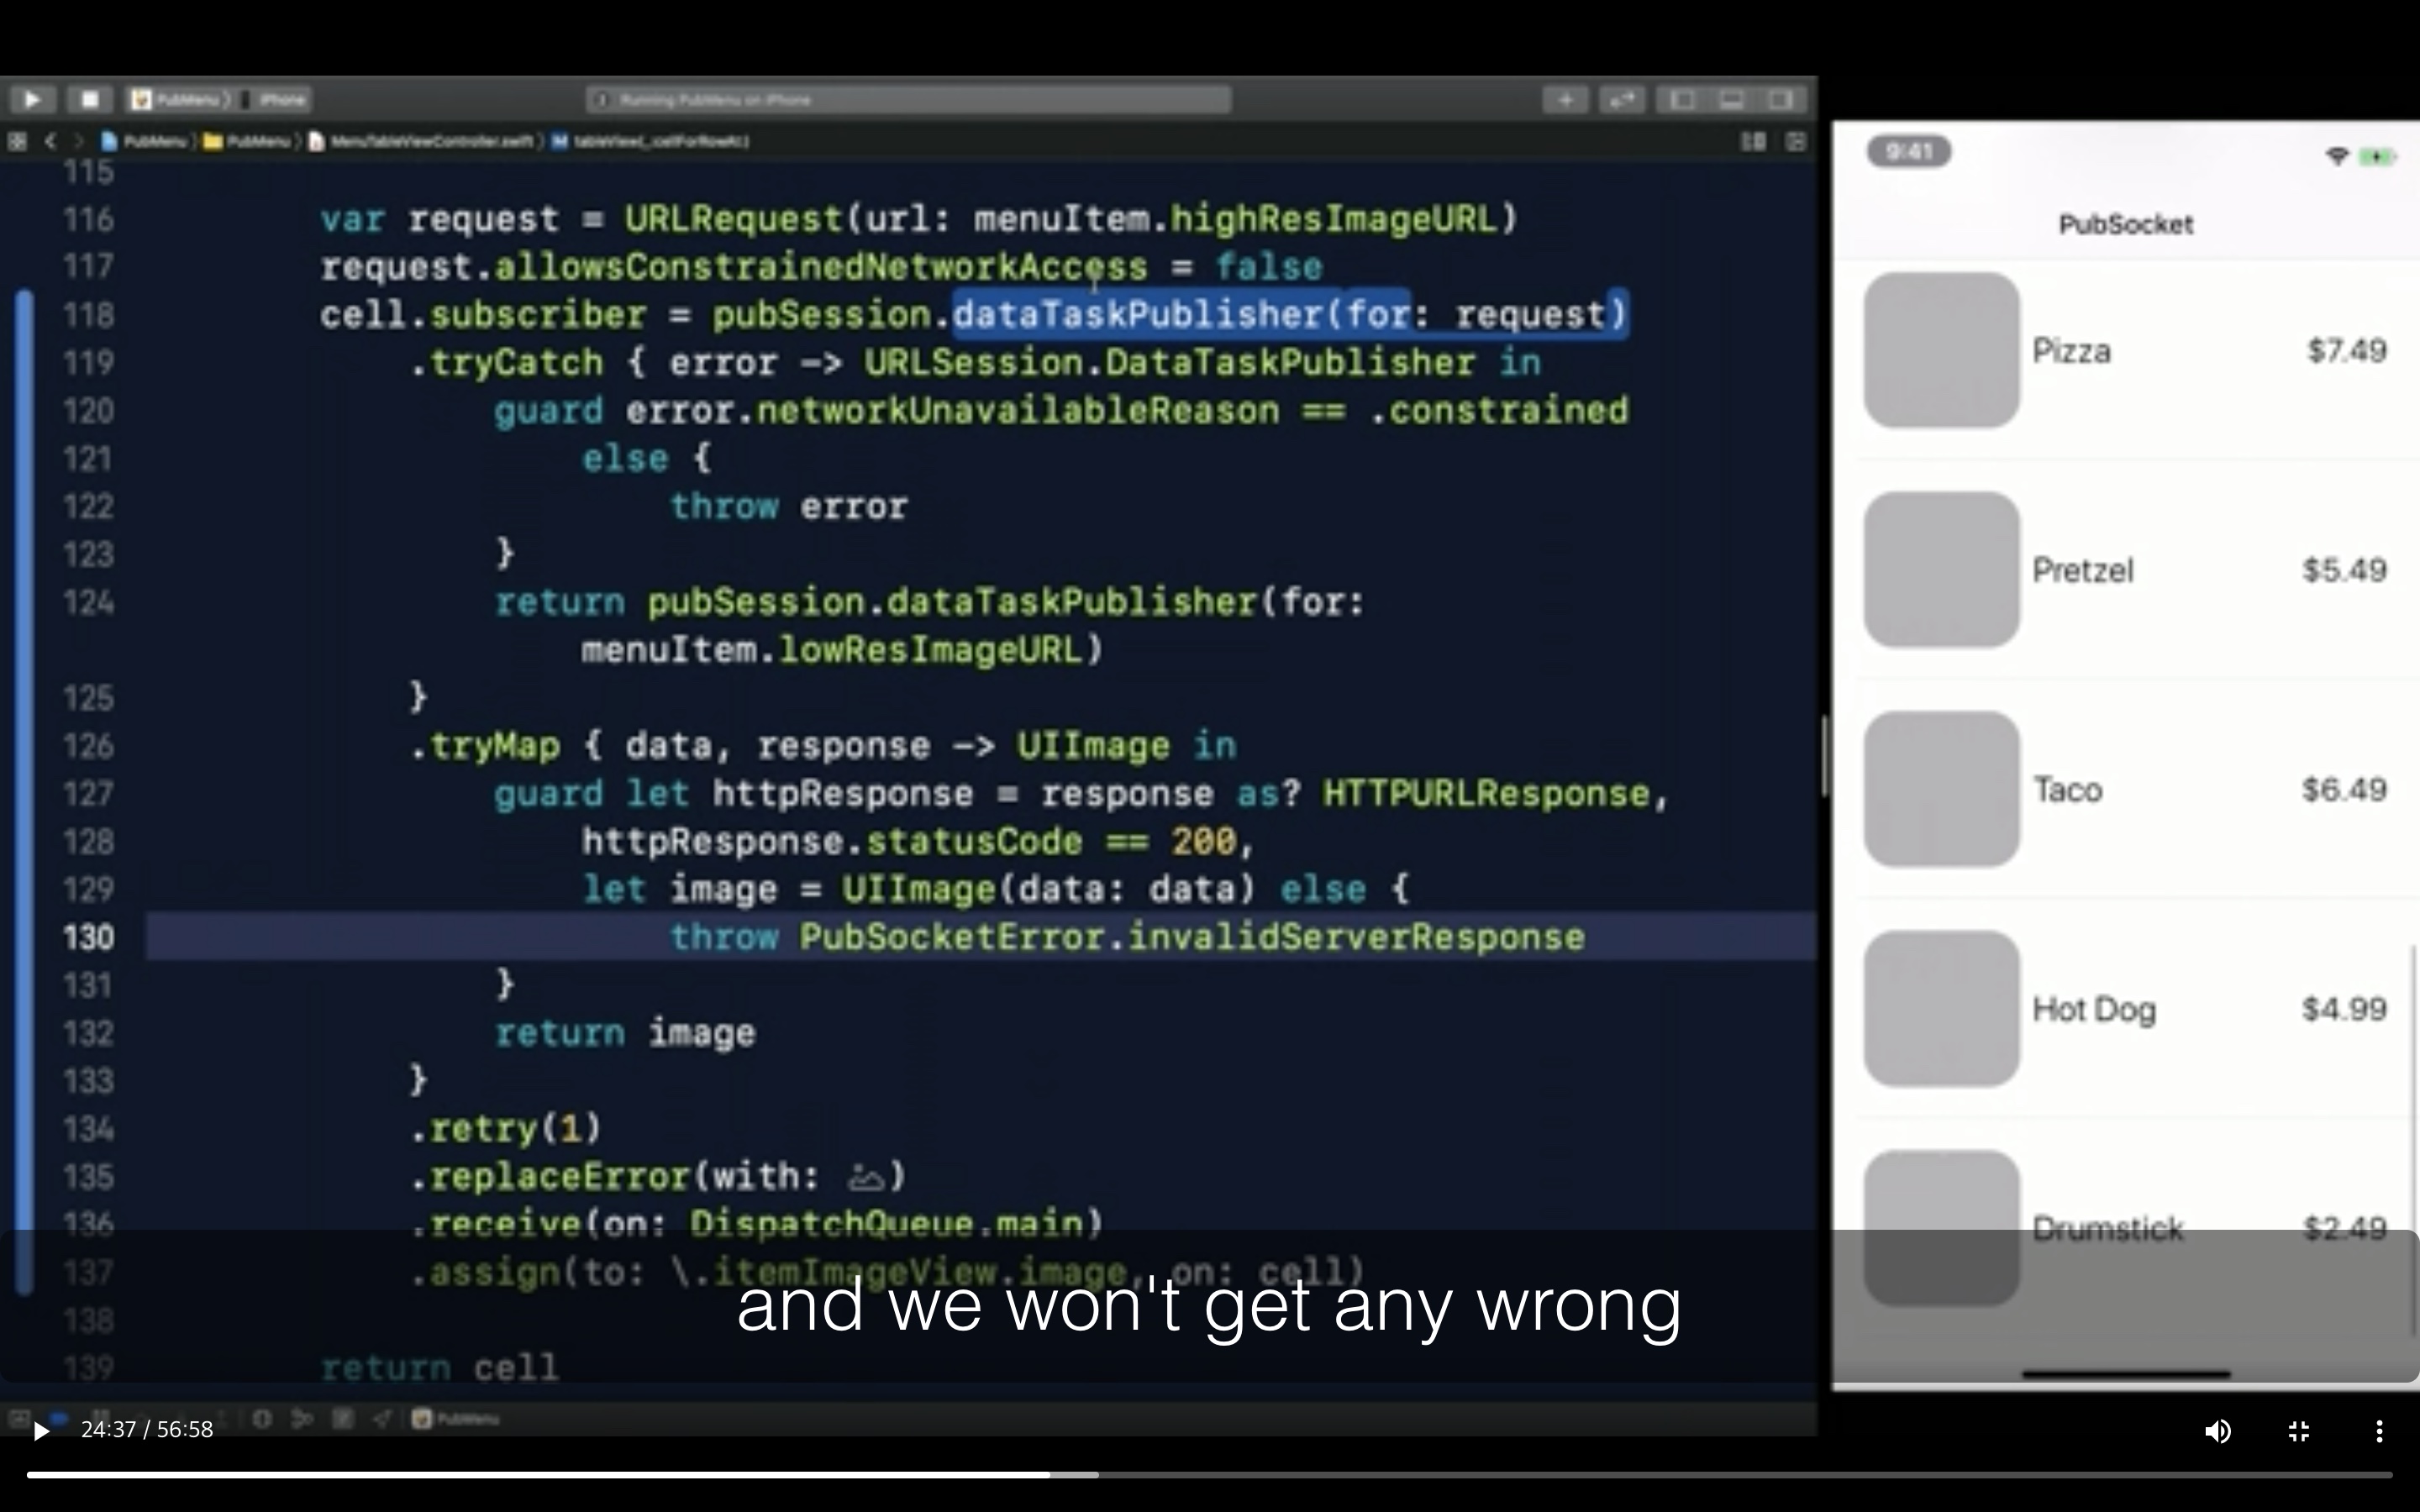 PubMenu 〉 iPhone
Running PubMenu on iPhone
PubMenu 〉 PubMenu 〉 MenuTableViewController.swift 〉 M tableView(_:cellForRowAt:)
115
116 var request = URLRequest(url: menuItem.highResImageURL)
117 request.allowsConstrainedNetworkAccess = false
118 cell.subscriber = pubSession.dataTaskPublisher(for: request)
119 .tryCatch { error -> URLSession.DataTaskPublisher in
120 guard error.networkUnavailableReason == .constrained
121 else {
122 throw error
123 }
124 return pubSession.dataTaskPublisher(for:
menuItem.lowResImageURL)
125 }
126 .tryMap { data, response -> UIImage in
127 guard let httpResponse = response as? HTTPURLResponse,
128 httpResponse.statusCode == 200,
129 let image = UIImage(data: data) else {
130 throw PubSocketError.invalidServerResponse
131 }
132 return image
133 }
134 .retry(1)
135 .replaceError(with: )
136 .receive(on: DispatchQueue.main)
137 .assign(to: \.itemImageView.image, on: cell)
138
139 return cell
PubMenu
9:41
PubSocket
Pizza $7.49
Pretzel $5.49
Taco $6.49
Hot Dog $4.99
Drumstick $2.49
and we won't get any wrong
24:37 / 56:58